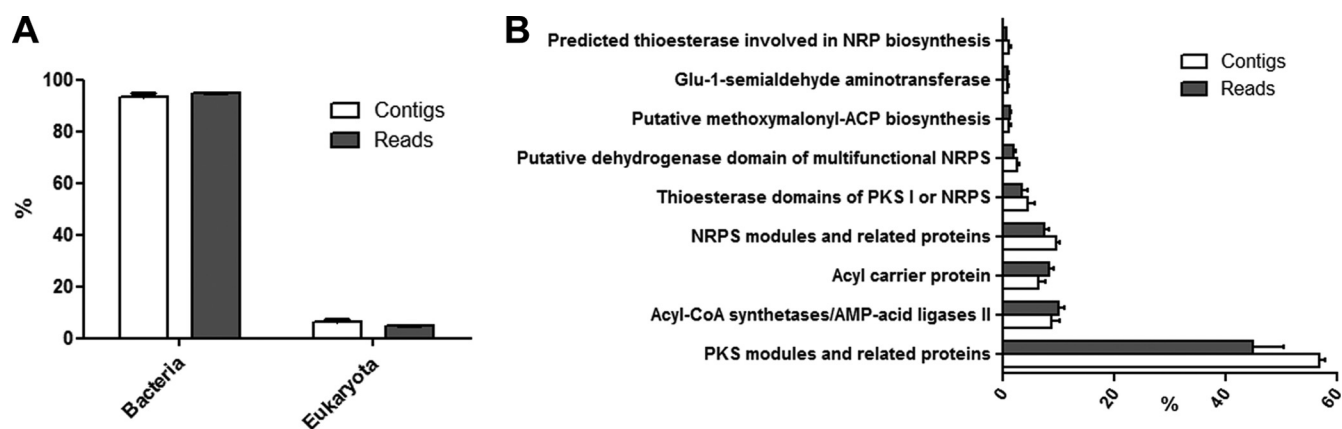 A
100
80
60
40
20
0
%
Contigs
Reads
Bacteria
Eukaryota
B
Predicted thioesterase involved in NRP biosynthesis
Glu-1-semialdehyde aminotransferase
Putative methoxymalonyl-ACP biosynthesis
Putative dehydrogenase domain of multifunctional NRPS
Thioesterase domains of PKS I or NRPS
NRPS modules and related proteins
Acyl carrier protein
Acyl-CoA synthetases/AMP-acid ligases II
PKS modules and related proteins
Contigs
Reads
0
20
%
40
60